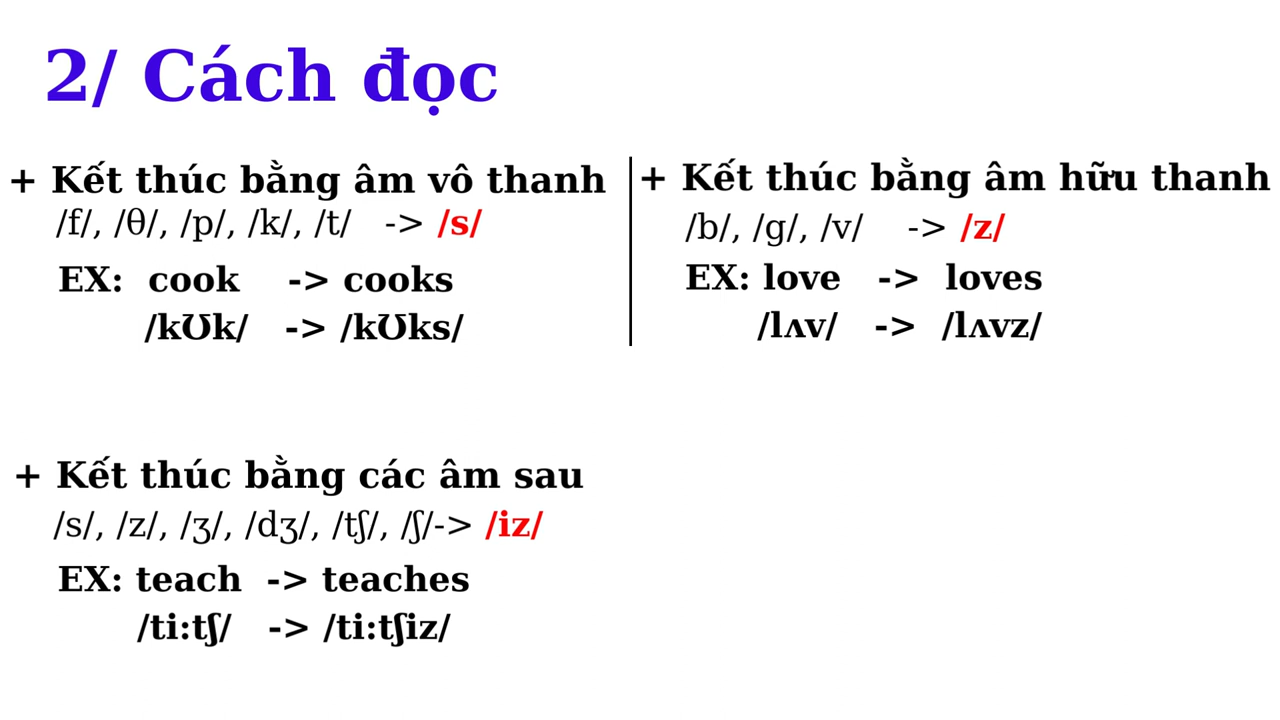 2/ Cách đọc
+ Kết thúc bằng âm vô thanh
/f/, /θ/, /p/, /k/, /t/ -> /s/
EX: cook -> cooks
/kƱk/ -> /kƱks/
+ Kết thúc bằng âm hữu thanh
/b/, /g/, /v/ -> /z/
EX: love -> loves
/lʌv/ -> /lʌvz/
+ Kết thúc bằng các âm sau
/s/, /z/, /ʒ/, /dʒ/, /tʃ/, /ʃ/-> /iz/
EX: teach -> teaches
/ti:tʃ/ -> /ti:tʃiz/